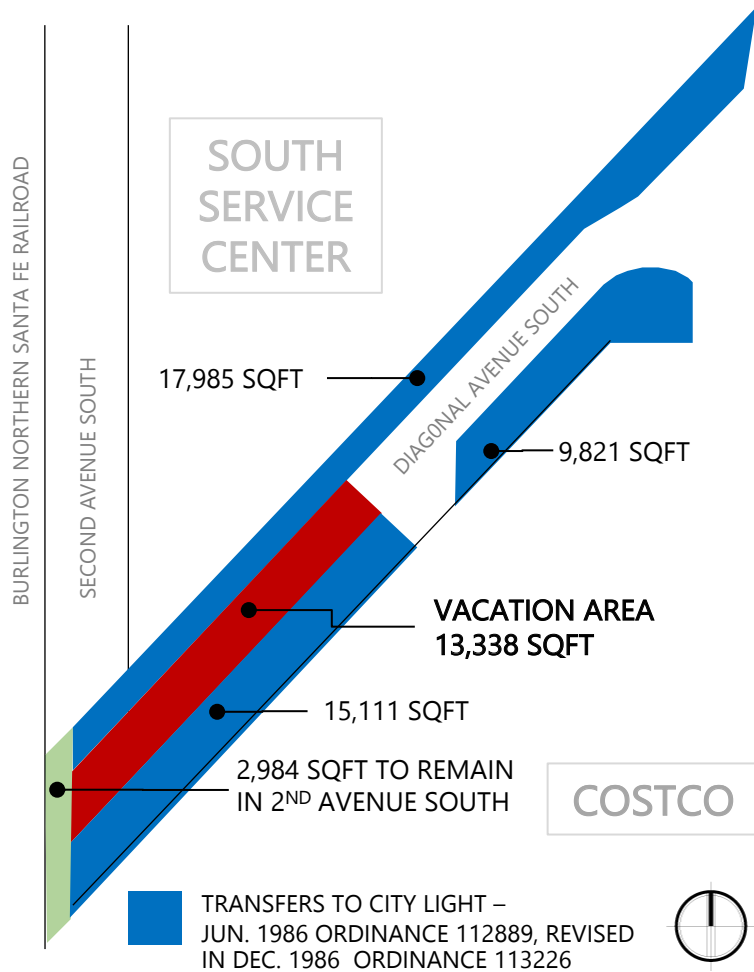 SOUTH
SERVICE
CENTER
BURLINGTON NORTHERN SANTA FE RAILROAD
SECOND AVENUE SOUTH
DIAG0NAL AVENUE SOUTH
17,985 SQFT
9,821 SQFT
VACATION AREA
13,338 SQFT
15,111 SQFT
2,984 SQFT TO REMAIN
IN 2ND AVENUE SOUTH
COSTCO
TRANSFERS TO CITY LIGHT –
JUN. 1986 ORDINANCE 112889, REVISED
IN DEC. 1986 ORDINANCE 113226